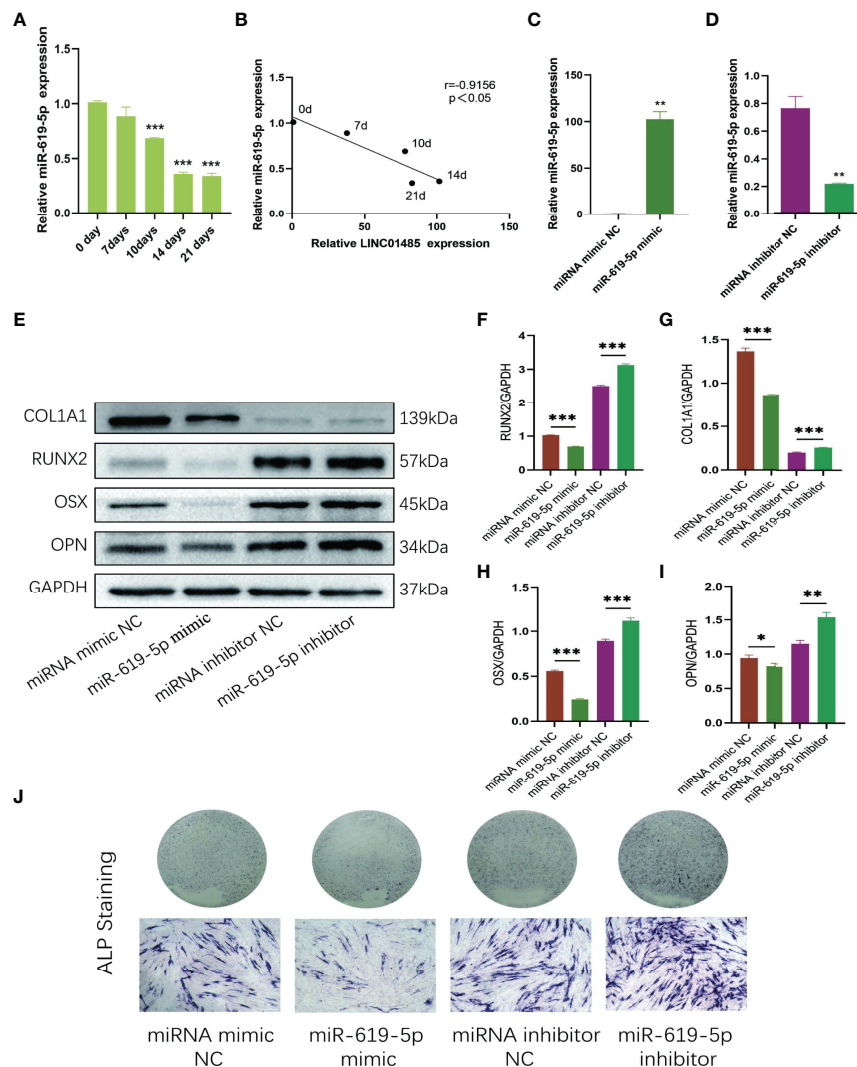 A
B
C
D
Relative miR-619-5p expression
1.5
1.0
0.5
0.0
***
***
***
0 day
7days
10days
14 days
21 days
Relative miR-619-5p expression
1.5
1.0
0.5
0.0
r=-0.9156
p<0.05
0d
7d
10d
14d
21d
0
50
100
150
Relative LINC01485 expression
Relative miR-619-5p expression
150
100
50
0
**
miRNA mimic NC
miR-619-5p mimic
Relative miR-619-5p expression
1.0
0.8
0.6
0.4
0.2
0.0
**
miRNA inhibitor NC
miR-619-5p inhibitor
E
COL1A1
139kDa
RUNX2
57kDa
OSX
45kDa
OPN
34kDa
GAPDH
37kDa
miRNA mimic NC
miR-619-5p mimic
miRNA inhibitor NC
miR-619-5p inhibitor
F
RUNX2/GAPDH
4
3
2
1
0
***
***
miRNA mimic NC
miR-619-5p mimic
miRNA inhibitor NC
miR-619-5p inhibitor
G
COL1A1/GAPDH
1.5
1.0
0.5
0.0
***
***
miRNA mimic NC
miR-619-5p mimic
miRNA inhibitor NC
miR-619-5p inhibitor
H
OSX/GAPDH
1.5
1.0
0.5
0.0
***
***
miRNA mimic NC
miR-619-5p mimic
miRNA inhibitor NC
miR-619-5p inhibitor
I
OPN/GAPDH
2.0
1.5
1.0
0.5
0.0
*
**
miRNA mimic NC
miR-619-5p mimic
miRNA inhibitor NC
miR-619-5p inhibitor
J
ALP Staining
miRNA mimic
NC
miR-619-5p
mimic
miRNA inhibitor
NC
miR-619-5p
inhibitor